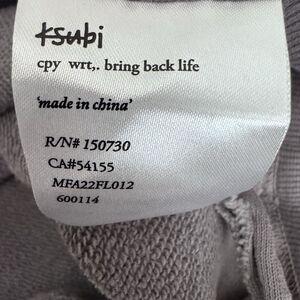 ksubi
cpy wrt,. bring back life
'made in china'
R/N# 150730
CA#54155
MFA22FL012
600114